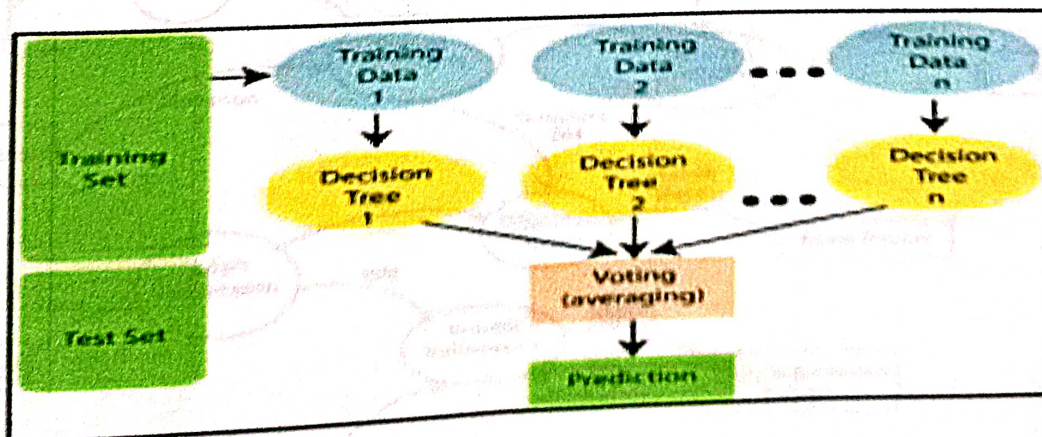 Training
Set
Test Set
Training
Data
1
Training
Data
2
Training
Data
n
Decision
Tree
1
Decision
Tree
2
Decision
Tree
n
Voting
(averaging)
Prediction